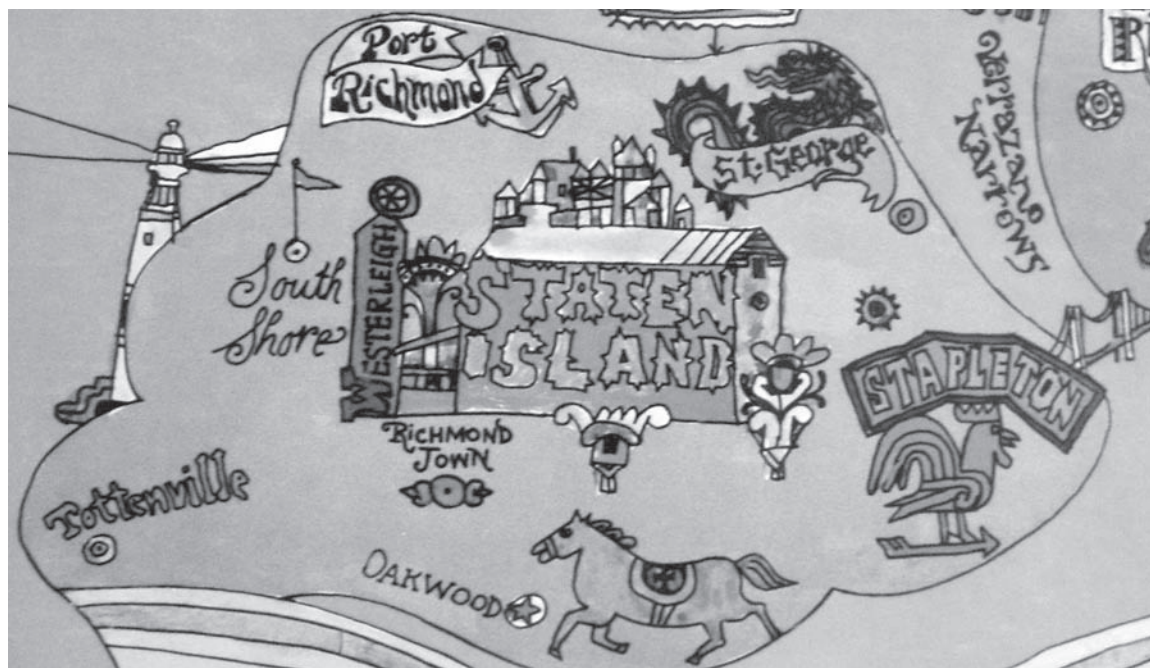 Port
Richmond
St. George
Verrazano
Narrows
South
Shore
WESTERLEIGH
STATEN
ISLAND
STAPLETON
RICHMOND
TOWN
Tottenville
OAKWOOD